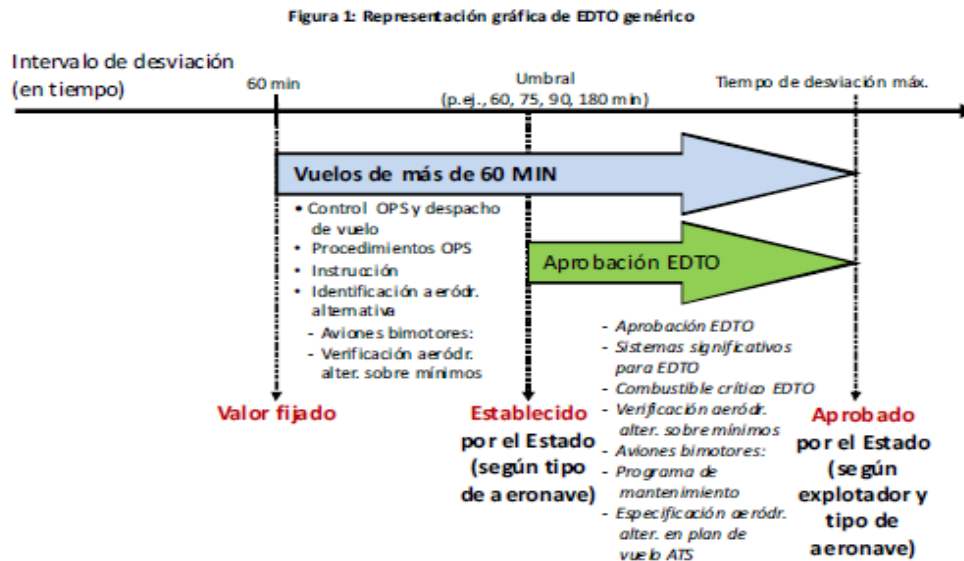 Figura 1: Representación gráfica de EDTO genérico
Intervalo de desviación
(en tiempo)
60 min
Umbral
(p.ej., 60, 75, 90, 180 min)
Tiempo de desviación máx.
Vuelos de más de 60 MIN
• Control OPS y despacho
de vuelo
• Procedimientos OPS
• Instrucción
• Identificación aeródr.
alternativa
- Aviones bimotores:
- Verificación aeródr.
alter. sobre mínimos
Aprobación EDTO
- Aprobación EDTO
- Sistemas significativos
para EDTO
- Combustible crítico EDTO
- Verificación aeródr.
alter. sobre mínimos
- Aviones bimotores:
- Programa de
mantenimiento
- Especificación aeródr.
alter. en plan de
vuelo ATS
Valor fijado
Establecido
por el Estado
(según tipo
de aeronave)
Aprobado
por el Estado
(según
explotador y
tipo de
aeronave)